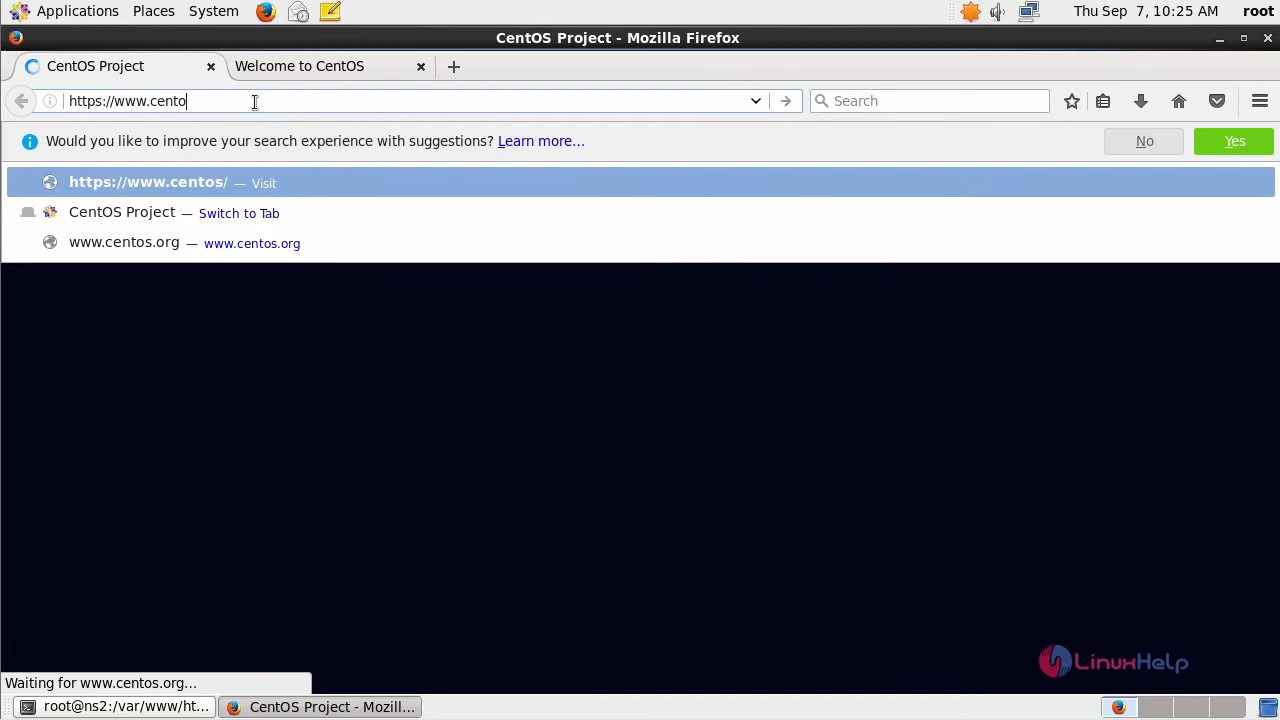 Applications Places System Thu Sep 7, 10:25 AM root
CentOS Project - Mozilla Firefox
CentOS Project Welcome to CentOS
https://www.cento Search
Would you like to improve your search experience with suggestions? Learn more... No Yes
https://www.centos/ — Visit
CentOS Project — Switch to Tab
www.centos.org — www.centos.org
LinuxHelp
Waiting for www.centos.org...
root@ns2:/var/www/ht... CentOS Project - Mozill...